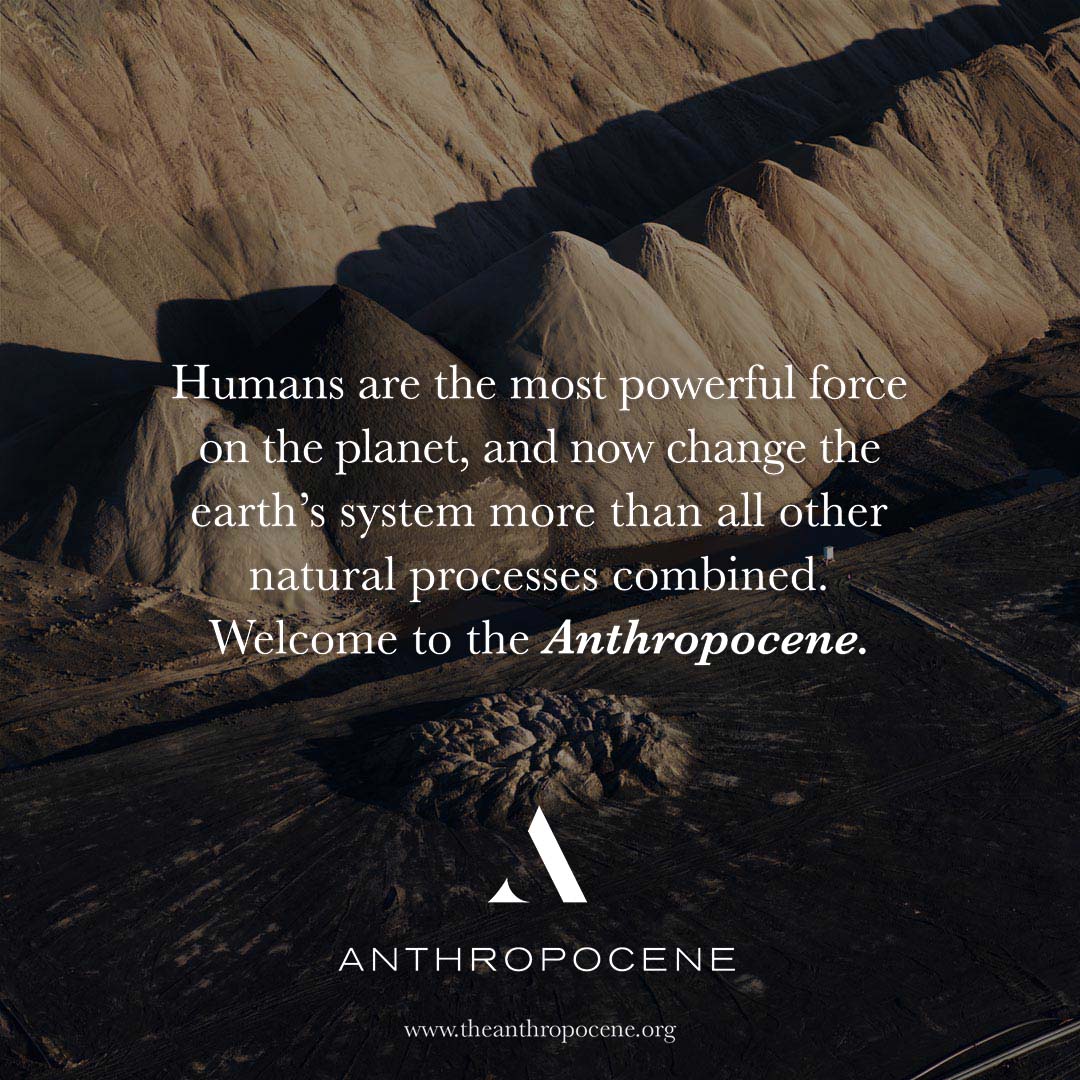 Humans are the most powerful force
on the planet, and now change the
earth’s system more than all other
natural processes combined.
Welcome to the Anthropocene.
ANTHROPOCENE
www.theanthropocene.org